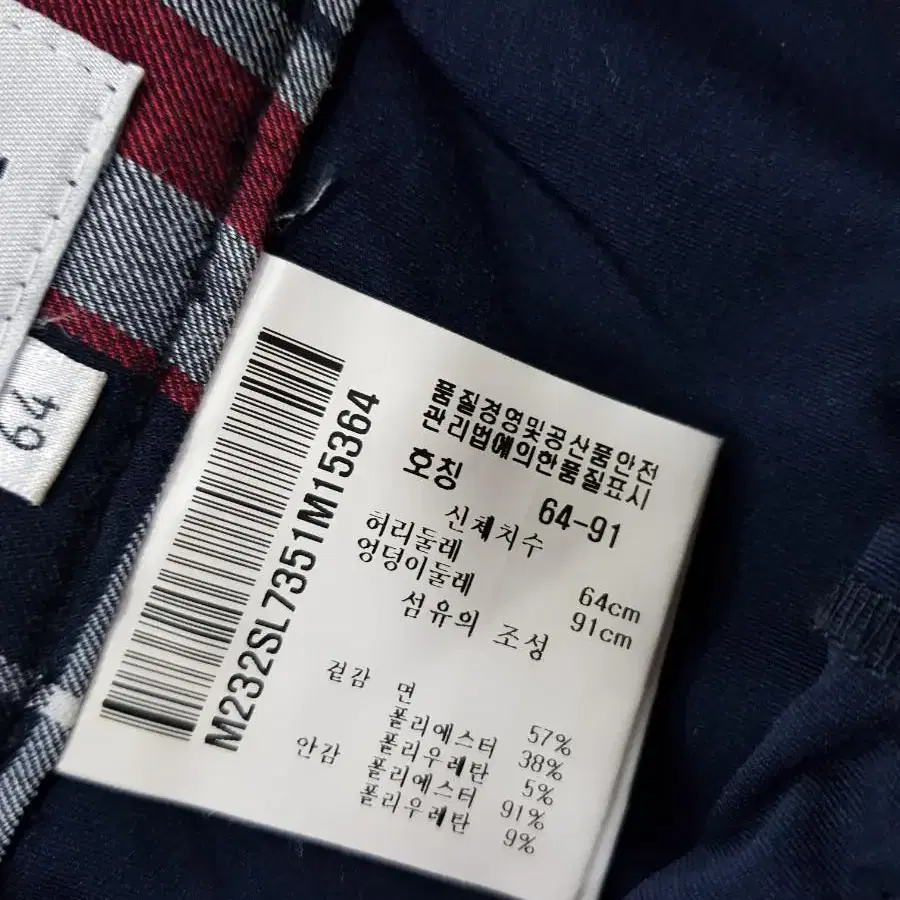 64
M232SL7351M15364
품질경영및공산품안전
관리법에의한품질표시
호칭 64-91
신체치수
허리둘레 64cm
엉덩이둘레 91cm
섬유의 조성
겉감 면 57%
폴리에스터 38%
폴리우레탄 5%
안감 폴리에스터 91%
폴리우레탄 9%